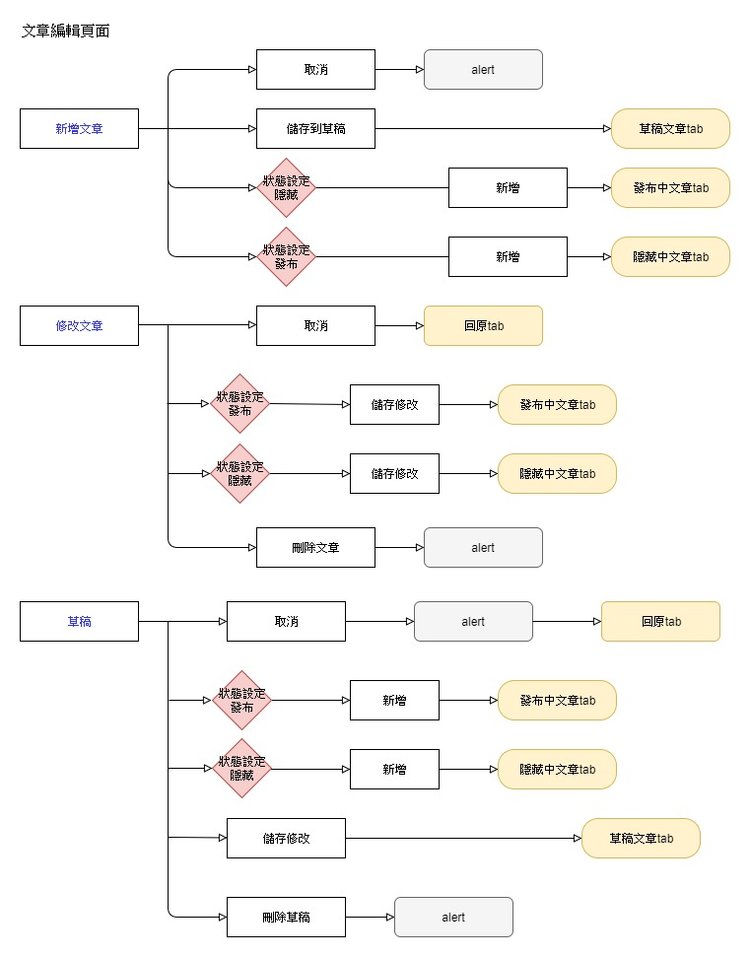 文章編輯頁面
取消
alert
新增文章
儲存到草稿
草稿文章tab
狀態設定
隱藏
新增
發布中文章tab
狀態設定
發布
新增
隱藏中文章tab
修改文章
取消
回原tab
狀態設定
發布
儲存修改
發布中文章tab
狀態設定
隱藏
儲存修改
隱藏中文章tab
刪除文章
alert
草稿
取消
alert
回原tab
狀態設定
發布
新增
發布中文章tab
狀態設定
隱藏
新增
隱藏中文章tab
儲存修改
草稿文章tab
刪除草稿
alert